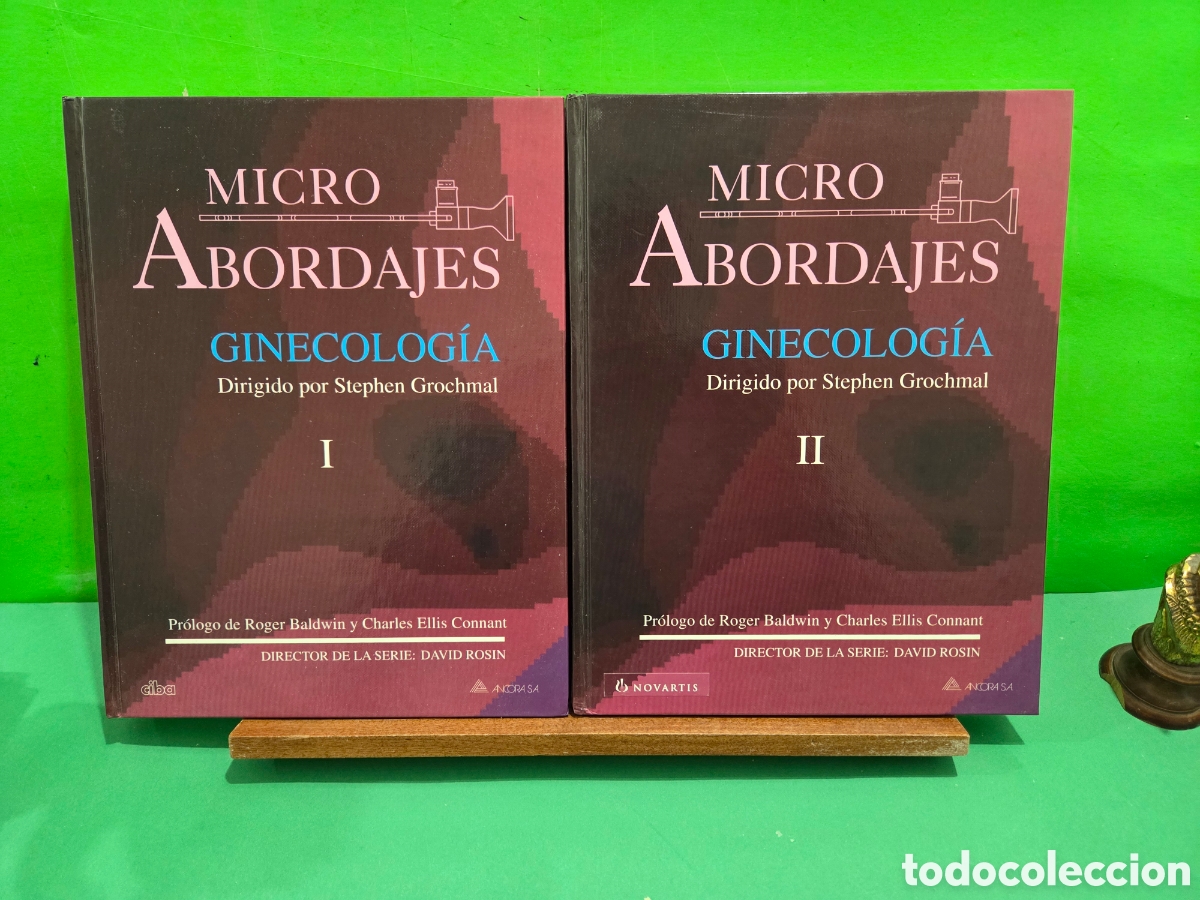 MICRO
ABORDAJES
GINECOLOGÍA
Dirigido por Stephen Grochmal
I
Prólogo de Roger Baldwin y Charles Ellis Connant
DIRECTOR DE LA SERIE: DAVID ROSIN
ciba
ANCORA S.A.
MICRO
ABORDAJES
GINECOLOGÍA
Dirigido por Stephen Grochmal
II
Prólogo de Roger Baldwin y Charles Ellis Connant
DIRECTOR DE LA SERIE: DAVID ROSIN
NOVARTIS
ANCORA S.A.
todocoleccion